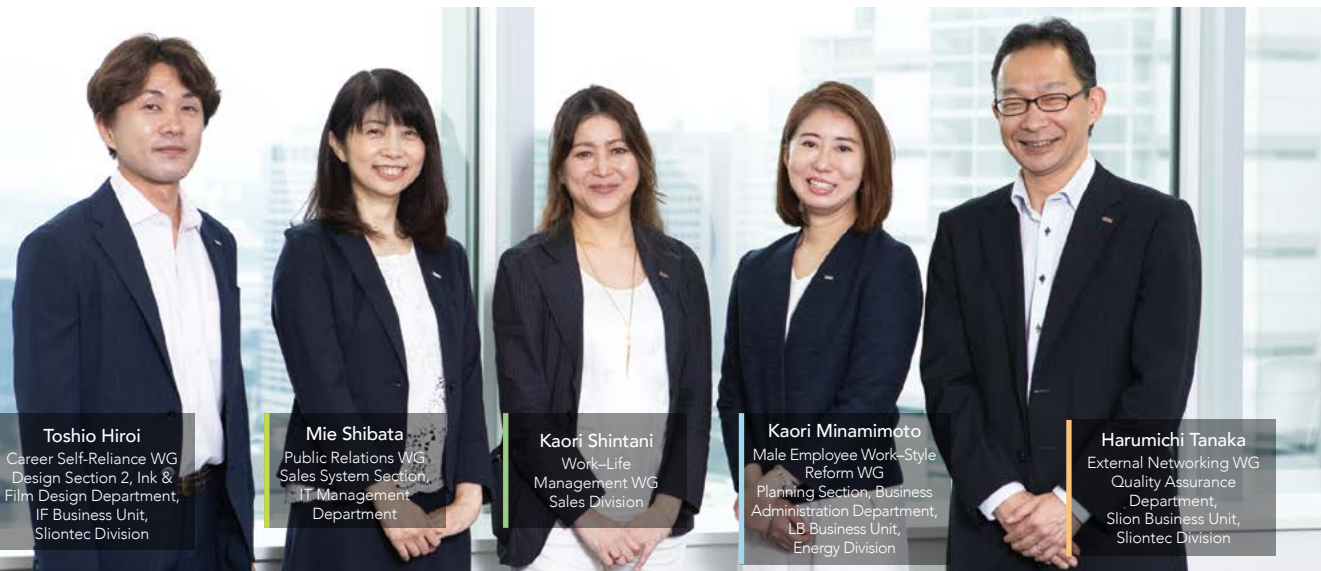 Toshio Hiroi
Career Self-Reliance WG
Design Section 2, Ink &
Film Design Department,
IF Business Unit,
Sliontec Division
Mie Shibata
Public Relations WG
Sales System Section,
IT Management
Department
Kaori Shintani
Work–Life
Management WG
Sales Division
Kaori Minamimoto
Male Employee Work–Style
Reform WG
Planning Section, Business
Administration Department,
LB Business Unit,
Energy Division
Harumichi Tanaka
External Networking WG
Quality Assurance
Department,
Slion Business Unit,
Sliontec Division